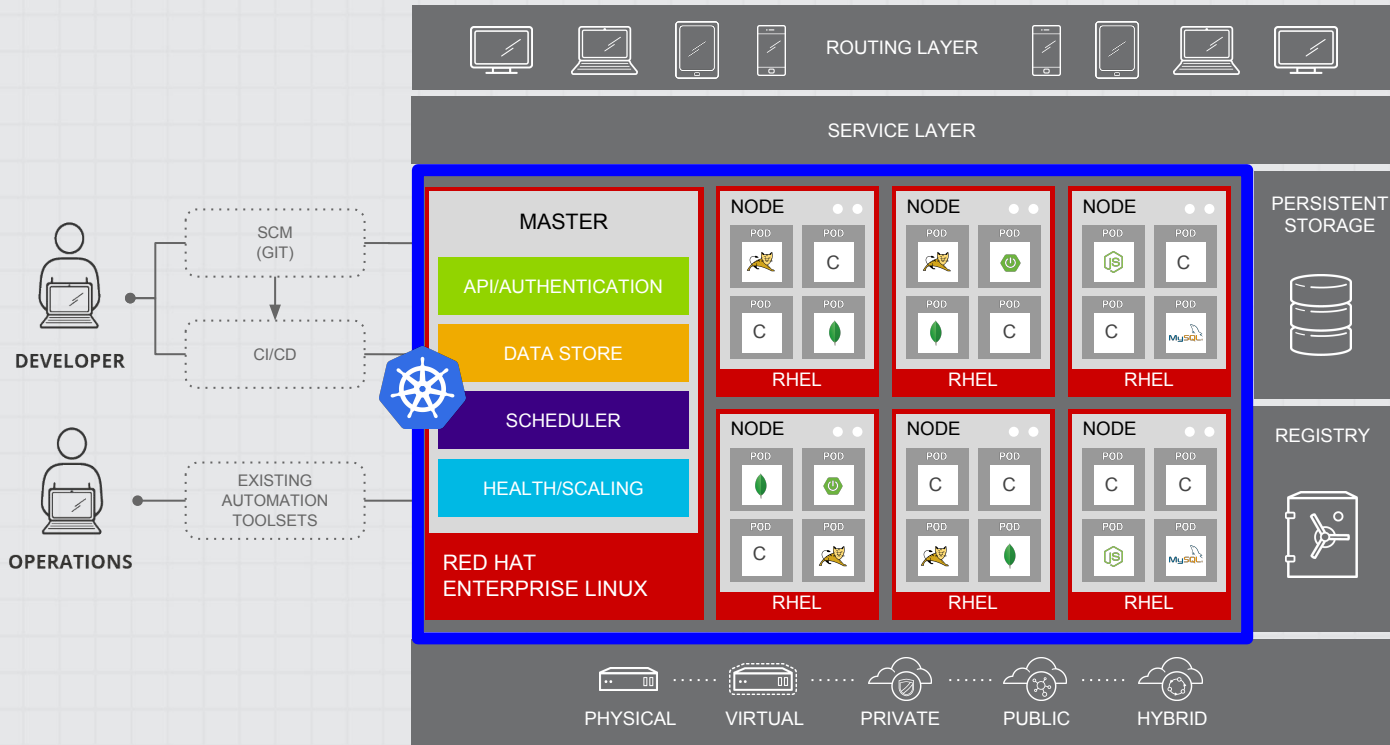 ROUTING LAYER
SERVICE LAYER
DEVELOPER
SCM
(GIT)
CI/CD
OPERATIONS
EXISTING
AUTOMATION
TOOLSETS
MASTER
API/AUTHENTICATION
DATA STORE
SCHEDULER
HEALTH/SCALING
RED HAT
ENTERPRISE LINUX
NODE
POD POD
C
POD POD
C
RHEL
NODE
POD POD
POD POD
C
RHEL
NODE
POD POD
JS C
POD POD
C MySQL
RHEL
NODE
POD POD
POD POD
C
RHEL
NODE
POD POD
C C
POD POD
RHEL
NODE
POD POD
C C
POD POD
JS MySQL
RHEL
PERSISTENT
STORAGE
REGISTRY
PHYSICAL
VIRTUAL
PRIVATE
PUBLIC
HYBRID